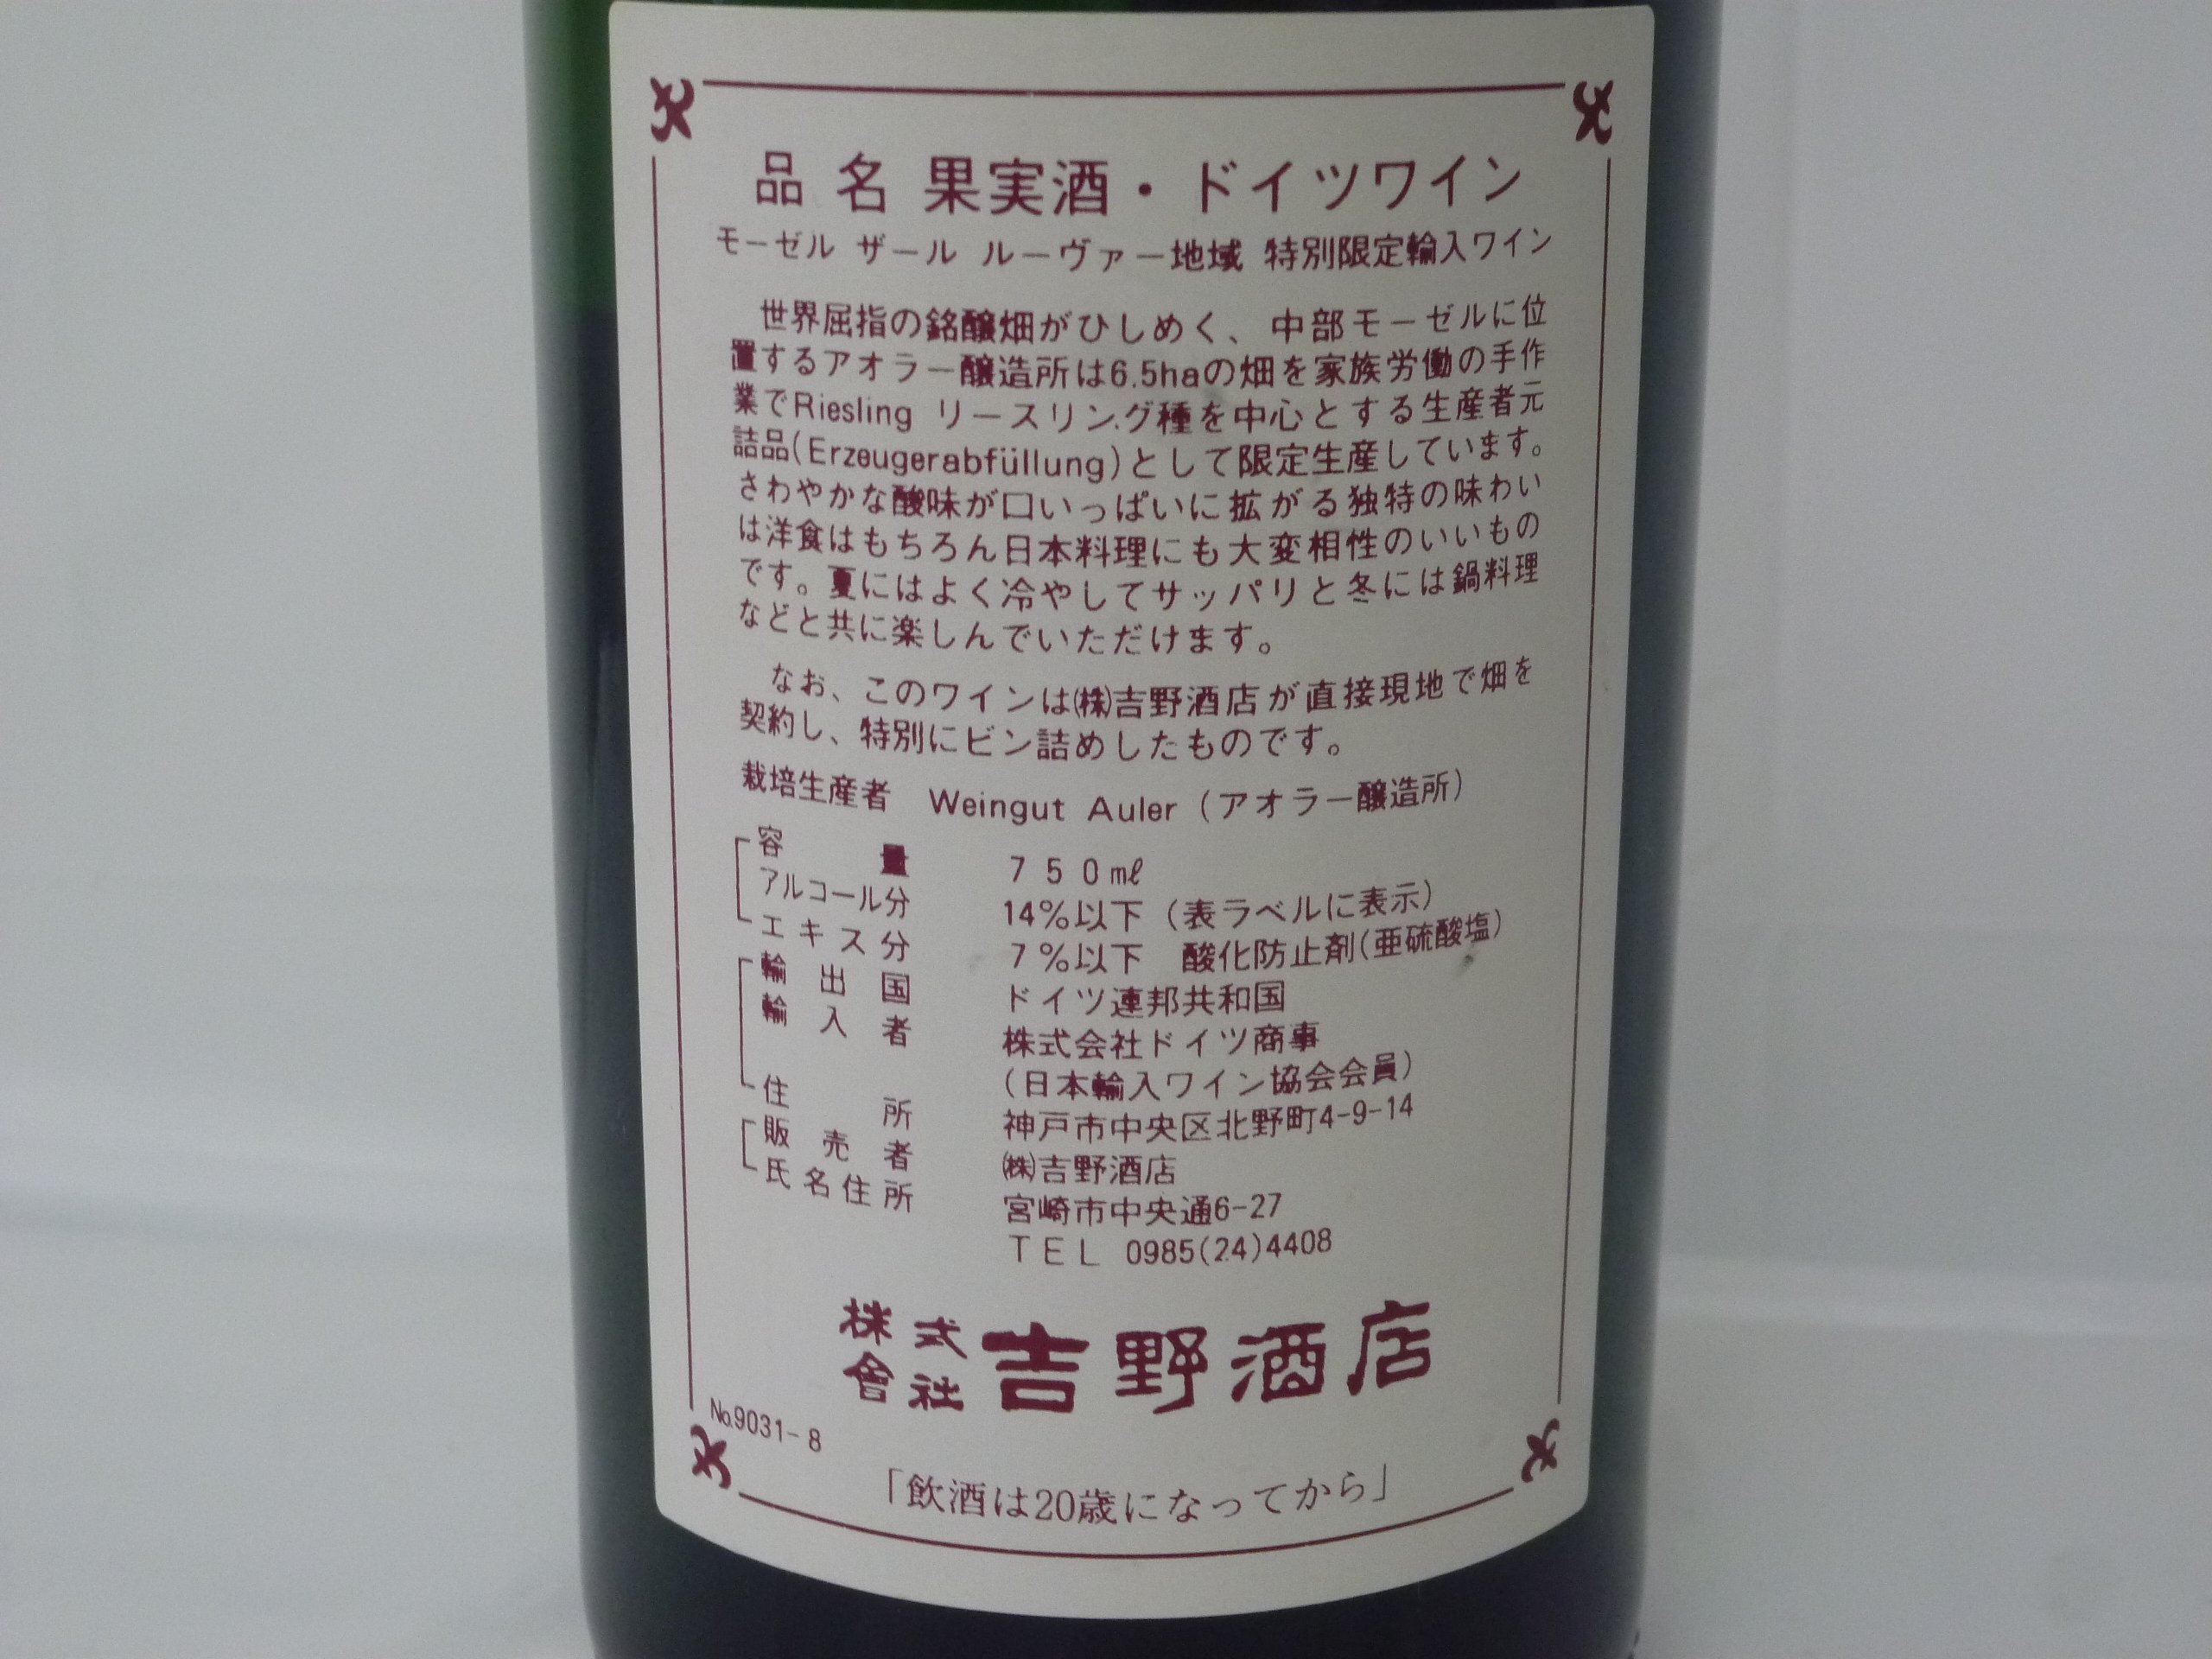 品名 果実酒・ドイツワイン
モーゼル ザール ルーヴァー地域 特別限定輸入ワイン
世界屈指の銘醸畑がひしめく、中部モーゼルに位
置するアオラー醸造所は6.5haの畑を家族労働の手作
業でRiesling リースリング種を中心とする生産者元
詰品(Erzeugerabfüllung)として限定生産しています。
さわやかな酸味が口いっぱいに拡がる独特の味わい
は洋食はもちろん日本料理にも大変相性のいいもの
です。夏にはよく冷やしてサッパリと冬には鍋料理
などと共に楽しんでいただけます。
なお、このワインは㈱吉野酒店が直接現地で畑を
契約し、特別にビン詰めしたものです。
栽培生産者 Weingut Auler (アオラー醸造所)
容量 750㎖
アルコール分 14%以下 (表ラベルに表示)
エキス分 7%以下 酸化防止剤(亜硫酸塩)
輸出国 ドイツ連邦共和国
輸入者 株式会社ドイツ商事
(日本輸入ワイン協会会員)
住所 神戸市中央区北野町4-9-14
販売者 ㈱吉野酒店
氏名住所 宮崎市中央通6-27
TEL 0985(24)4408
株式會社 吉野酒店
№9031-8
「飲酒は20歳になってから」